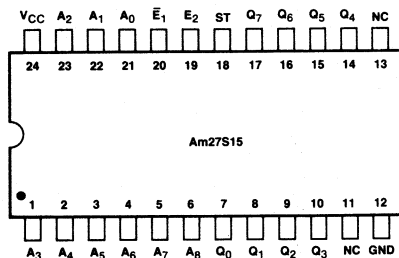 VCC A2 A1 A0 E̅1 E2 ST Q7 Q6 Q5 Q4 NC
24 23 22 21 20 19 18 17 16 15 14 13
Am27S15
1 2 3 4 5 6 7 8 9 10 11 12
A3 A4 A5 A6 A7 A8 Q0 Q1 Q2 Q3 NC GND